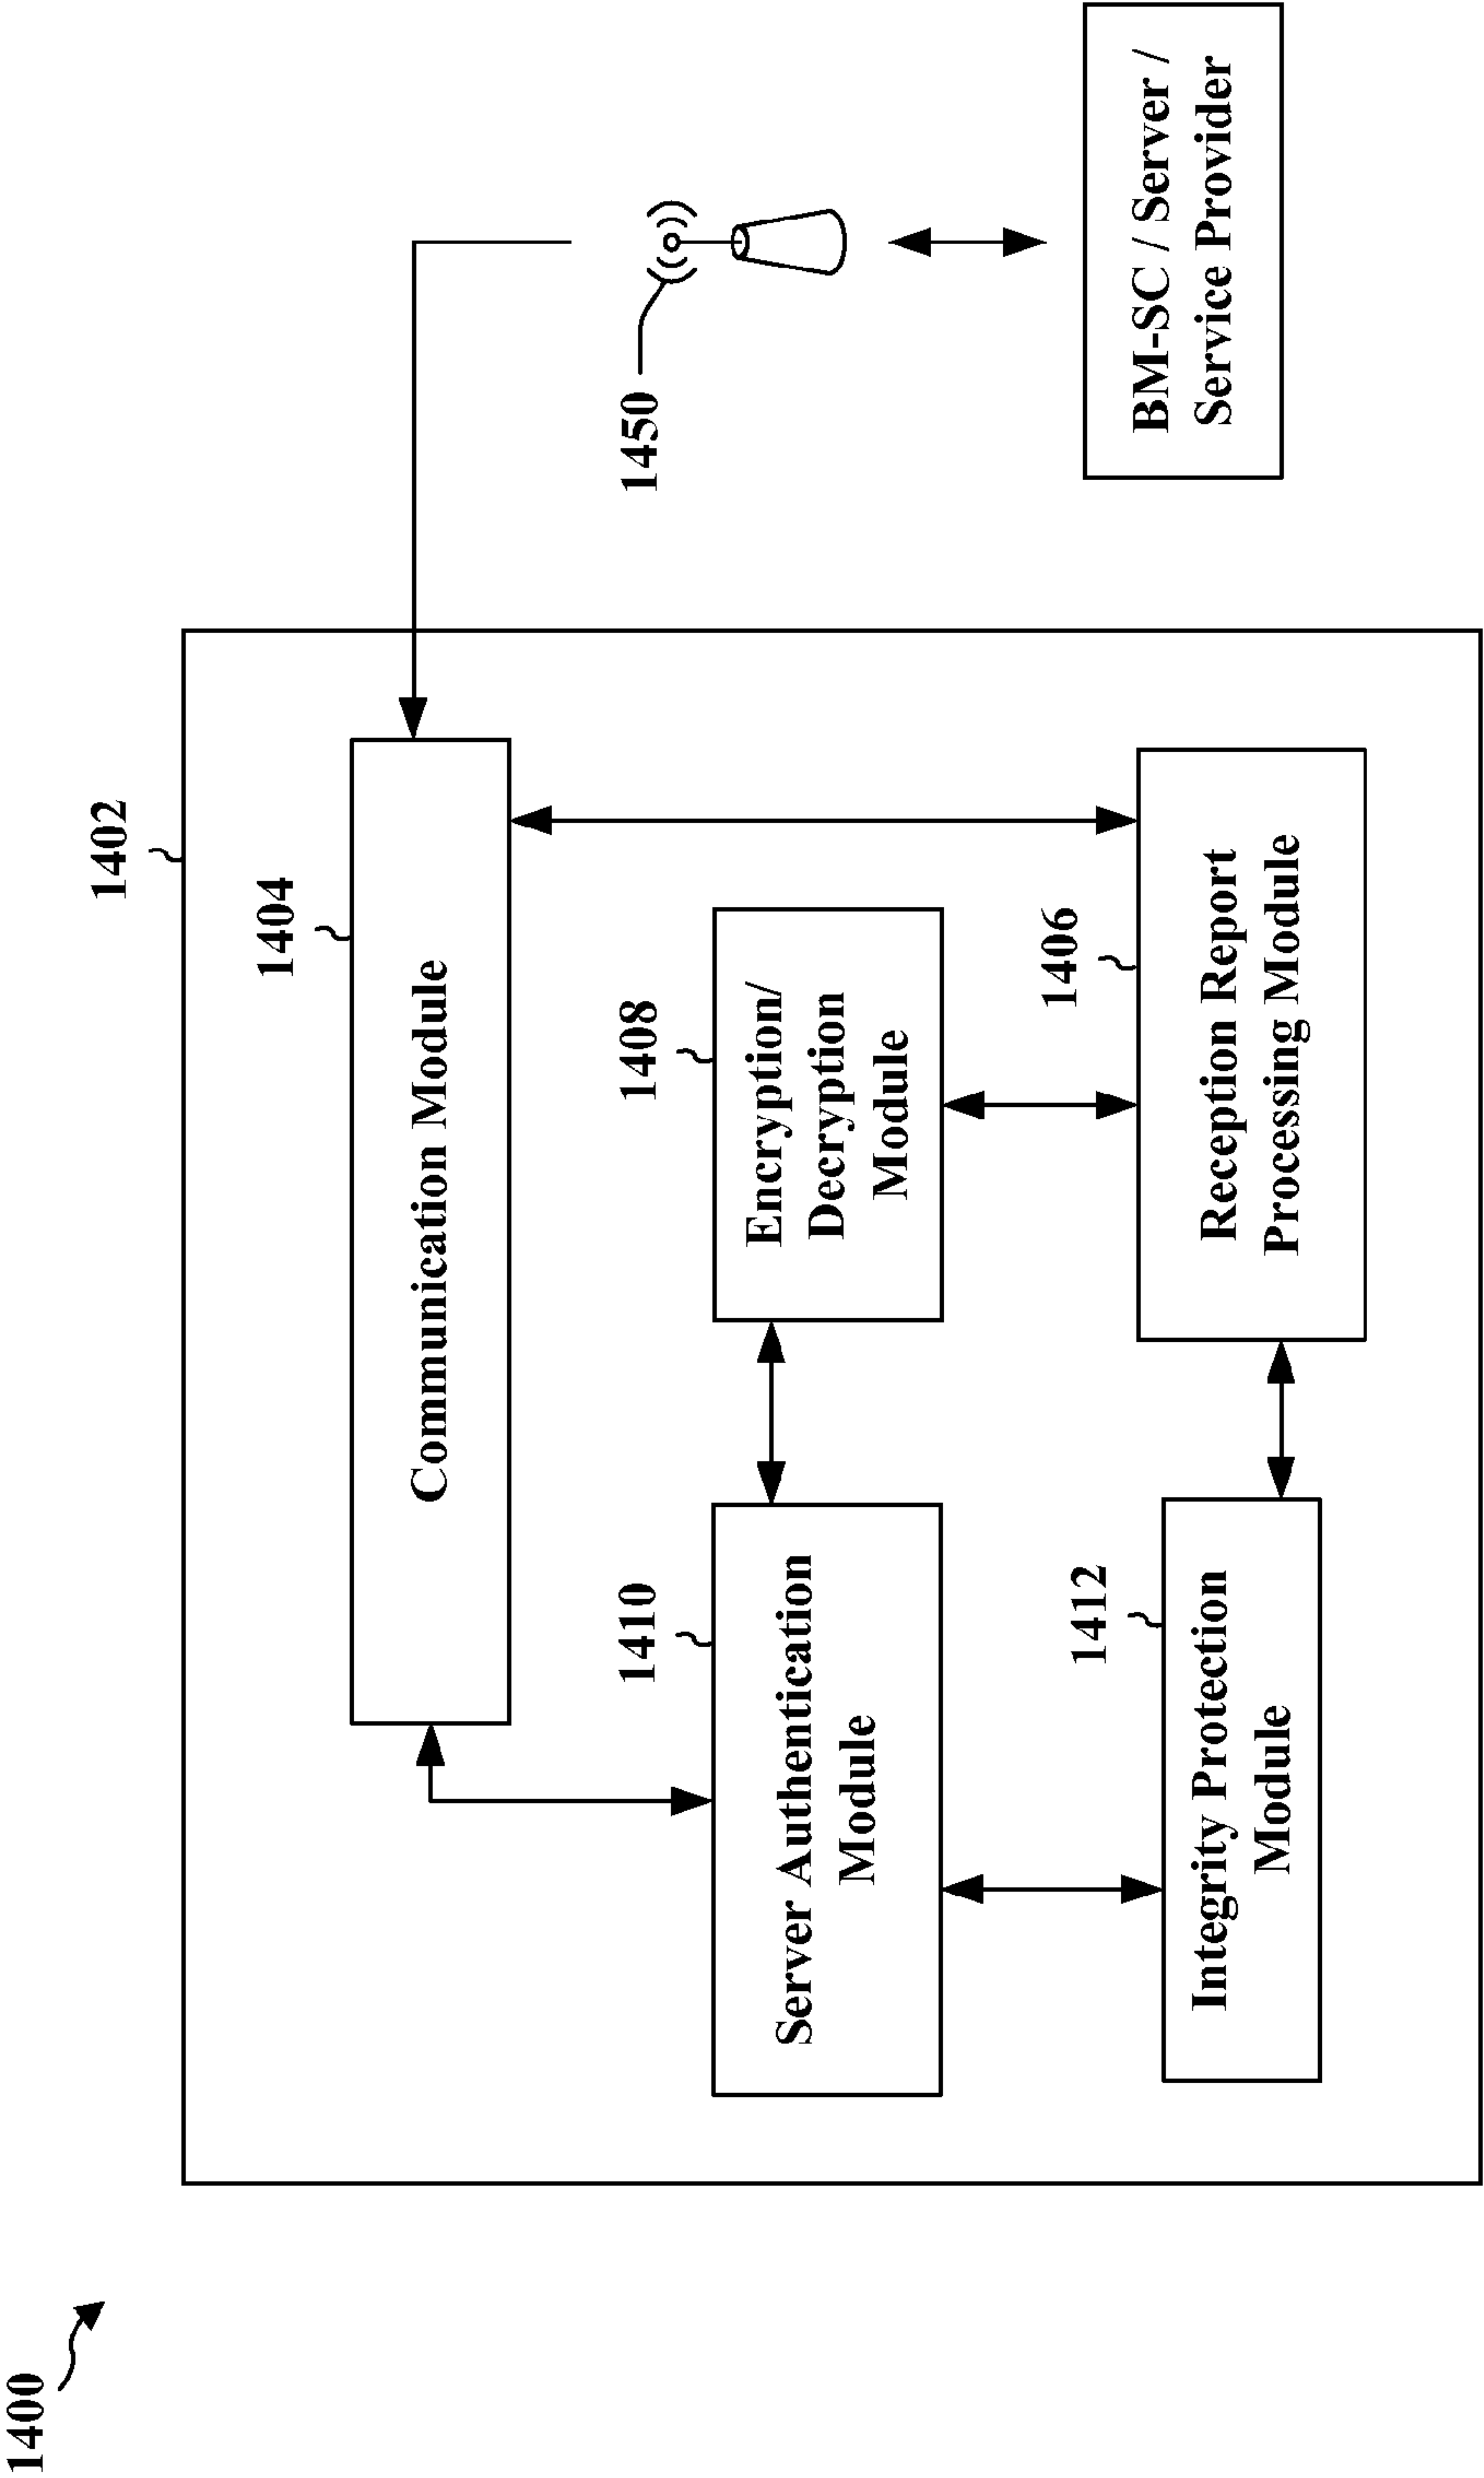 1400
1402
1404
Communication Module
1410
Server Authentication
Module
1408
Encryption/
Decryption
Module
1412
Integrity Protection
Module
1406
Reception Report
Processing Module
1450
BM-SC / Server /
Service Provider